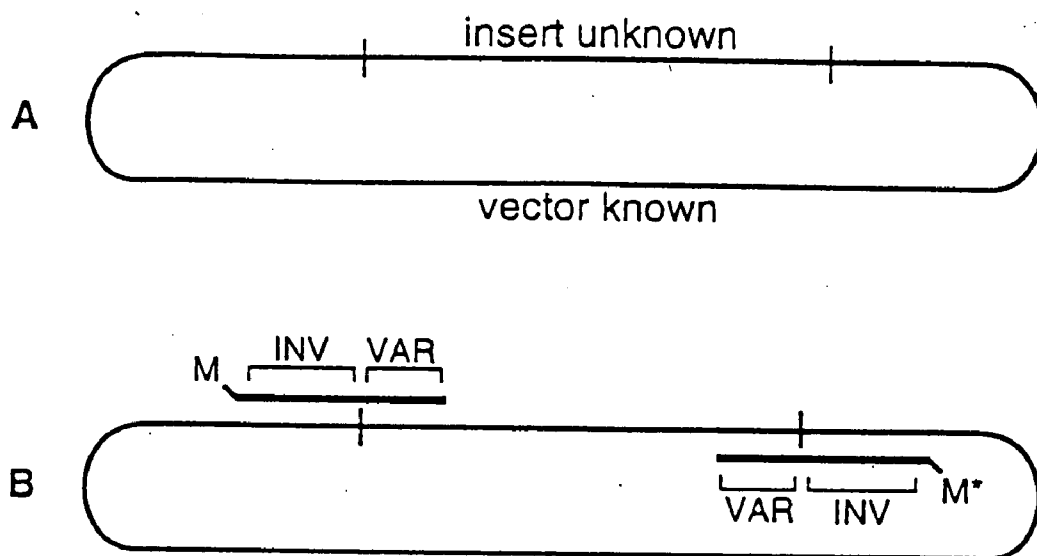 insert unknown
A
vector known
INV VAR
M
B
M*
VAR INV